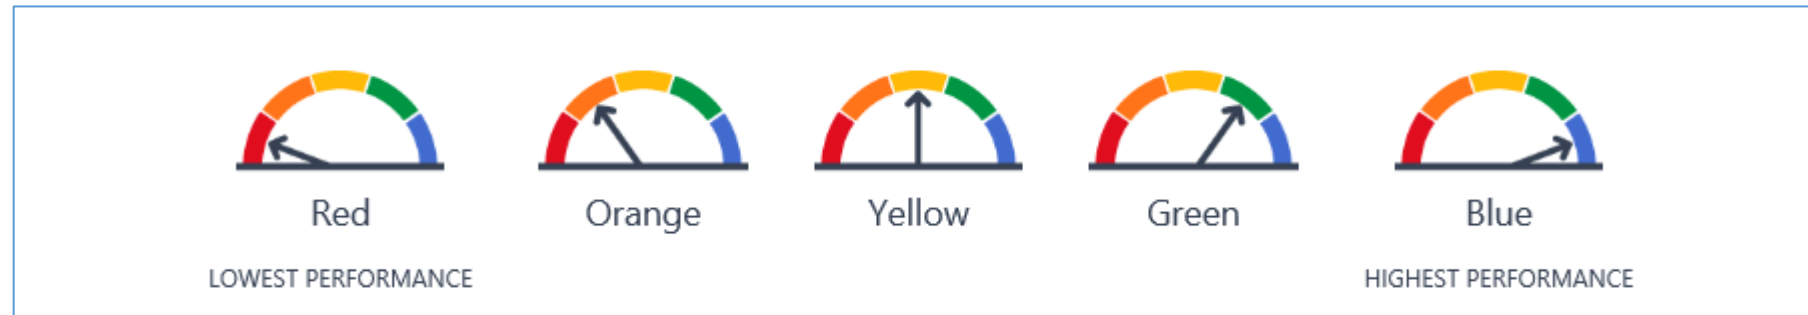 Red Orange Yellow Green Blue
LOWEST PERFORMANCE HIGHEST PERFORMANCE